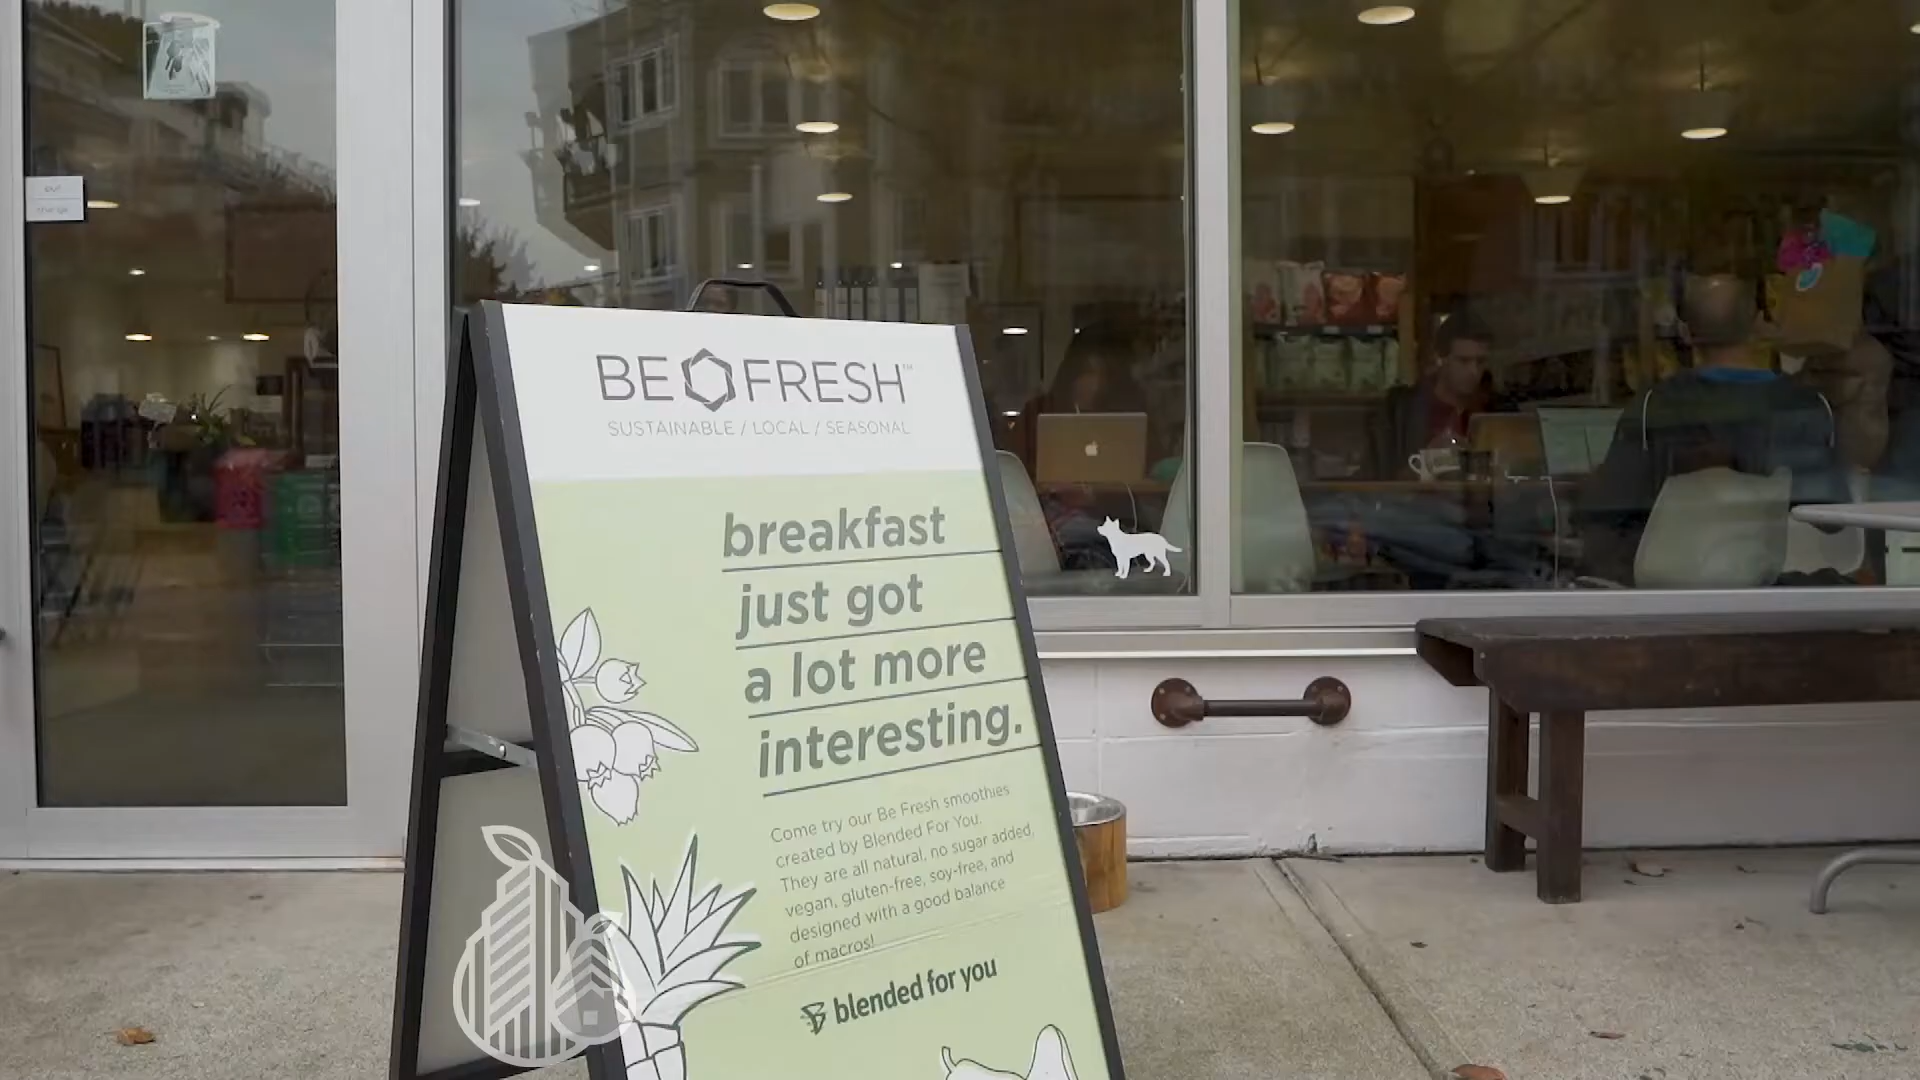 BE FRESH™
SUSTAINABLE / LOCAL / SEASONAL
breakfast
just got
a lot more
interesting.
Come try our Be Fresh smoothies
created by Blended For You.
They are all natural, no sugar added,
vegan, gluten-free, soy-free, and
designed with a good balance
of macros!
blended for you